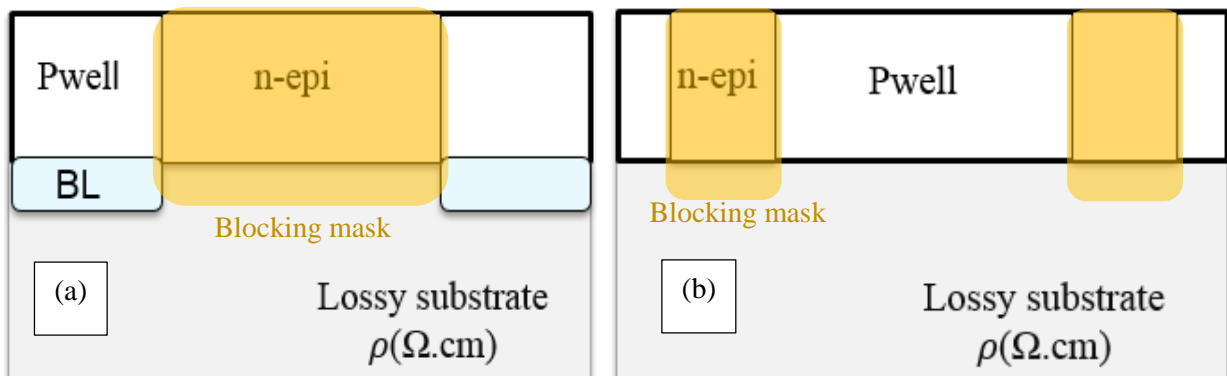 Pwell
n-epi
BL
Blocking mask
(a)
Lossy substrate
ρ(Ω.cm)
n-epi
Pwell
Blocking mask
(b)
Lossy substrate
ρ(Ω.cm)